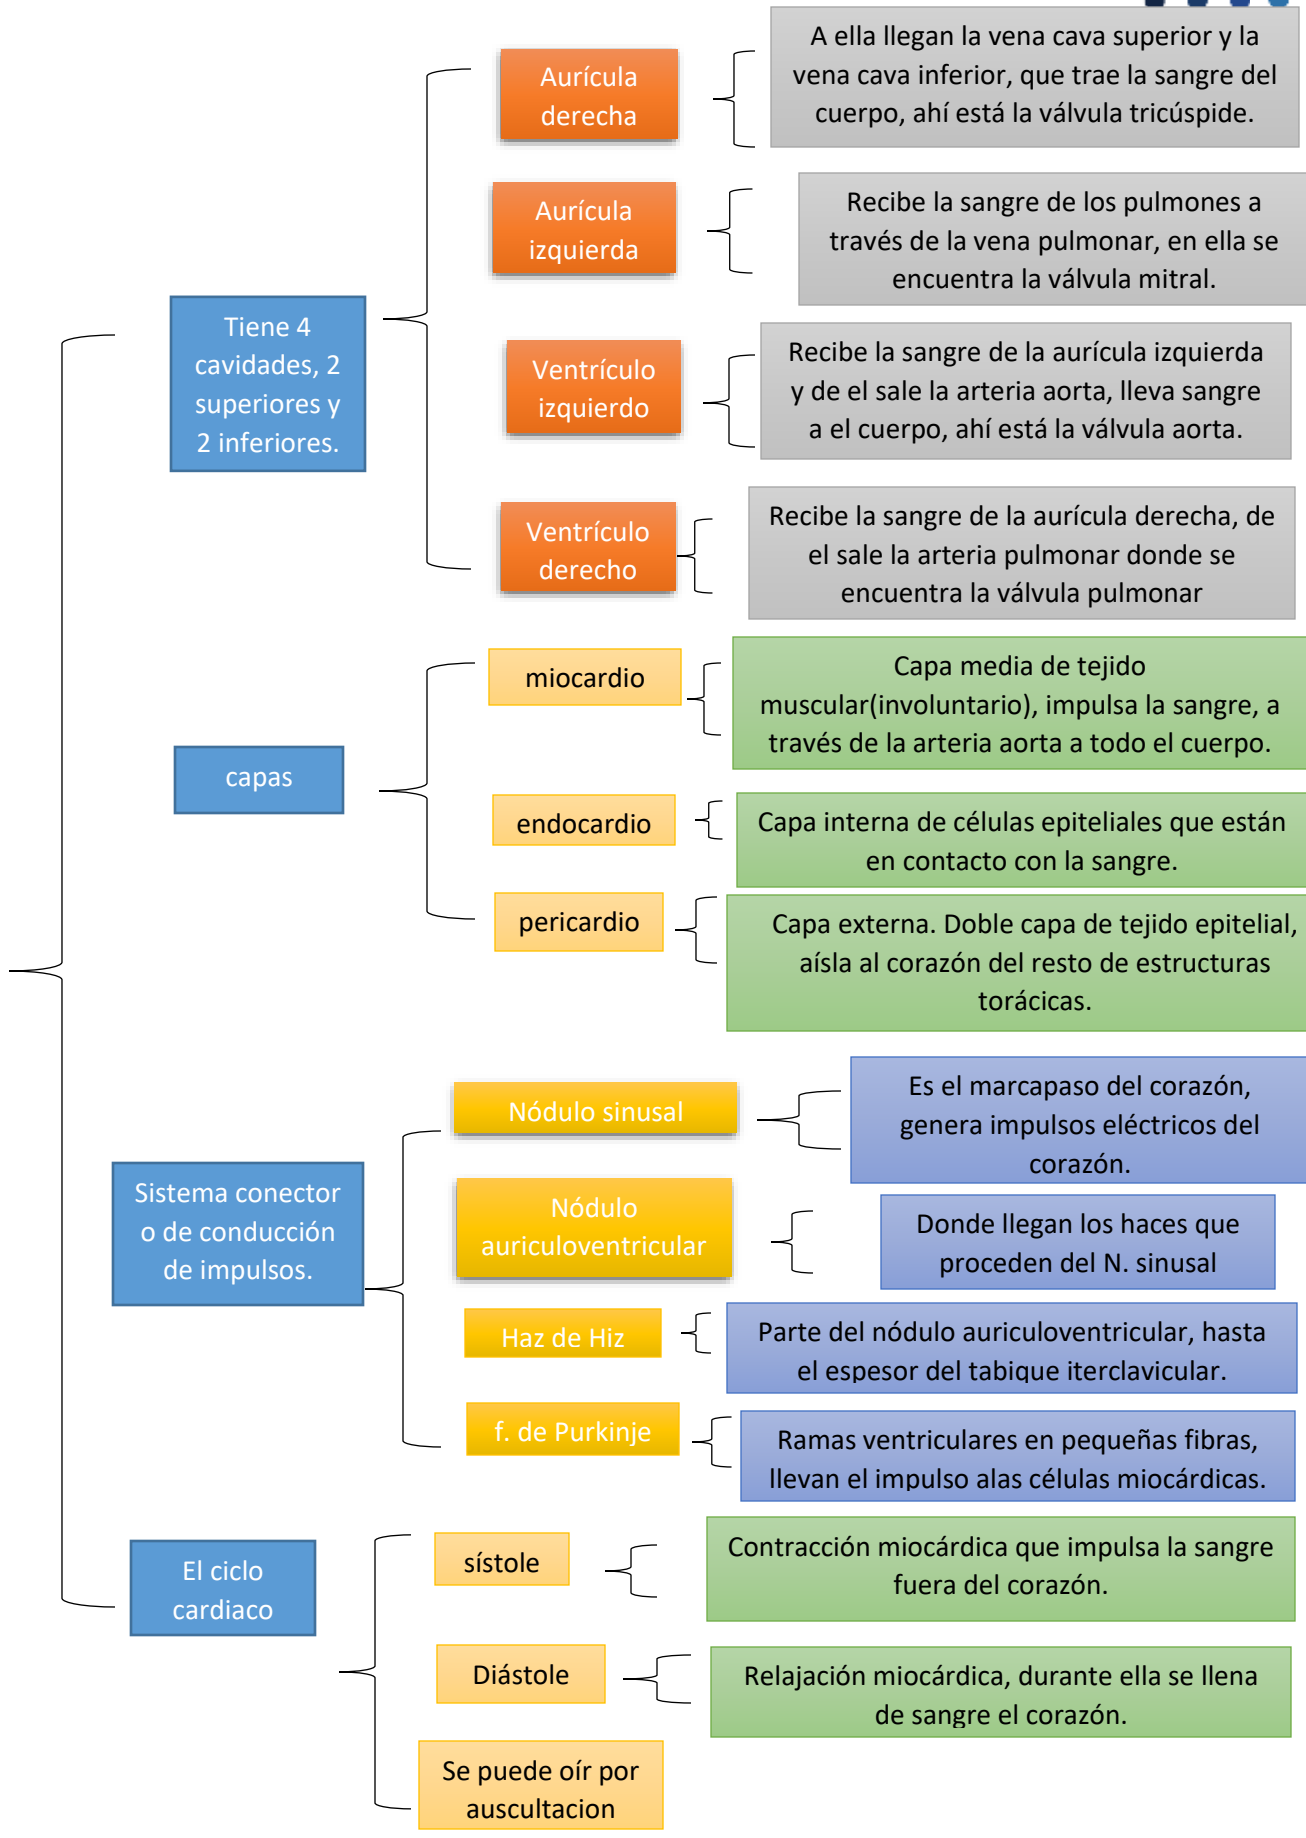 Tiene 4
cavidades, 2
superiores y
2 inferiores.
Aurícula
derecha
A ella llegan la vena cava superior y la
vena cava inferior, que trae la sangre del
cuerpo, ahí está la válvula tricúspide.
Aurícula
izquierda
Recibe la sangre de los pulmones a
través de la vena pulmonar, en ella se
encuentra la válvula mitral.
Ventrículo
izquierdo
Recibe la sangre de la aurícula izquierda
y de el sale la arteria aorta, lleva sangre
a el cuerpo, ahí está la válvula aorta.
Ventrículo
derecho
Recibe la sangre de la aurícula derecha, de
el sale la arteria pulmonar donde se
encuentra la válvula pulmonar
capas
miocardio
Capa media de tejido
muscular(involuntario), impulsa la sangre, a
través de la arteria aorta a todo el cuerpo.
endocardio
Capa interna de células epiteliales que están
en contacto con la sangre.
pericardio
Capa externa. Doble capa de tejido epitelial,
aísla al corazón del resto de estructuras
torácicas.
Sistema conector
o de conducción
de impulsos.
Nódulo sinusal
Es el marcapaso del corazón,
genera impulsos eléctricos del
corazón.
Nódulo
auriculoventricular
Donde llegan los haces que
proceden del N. sinusal
Haz de Hiz
Parte del nódulo auriculoventricular, hasta
el espesor del tabique iterclavicular.
f. de Purkinje
Ramas ventriculares en pequeñas fibras,
llevan el impulso alas células miocárdicas.
El ciclo
cardiaco
sístole
Contracción miocárdica que impulsa la sangre
fuera del corazón.
Diástole
Relajación miocárdica, durante ella se llena
de sangre el corazón.
Se puede oír por
auscultacion